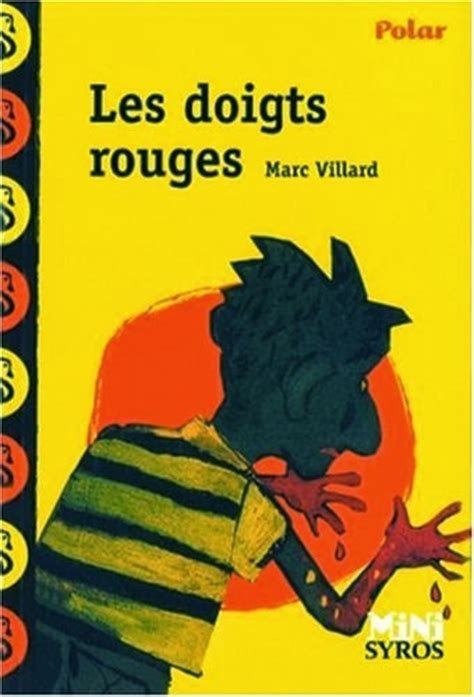 Polar
Les doigts
rouges Marc Villard
MiNi
SYROS